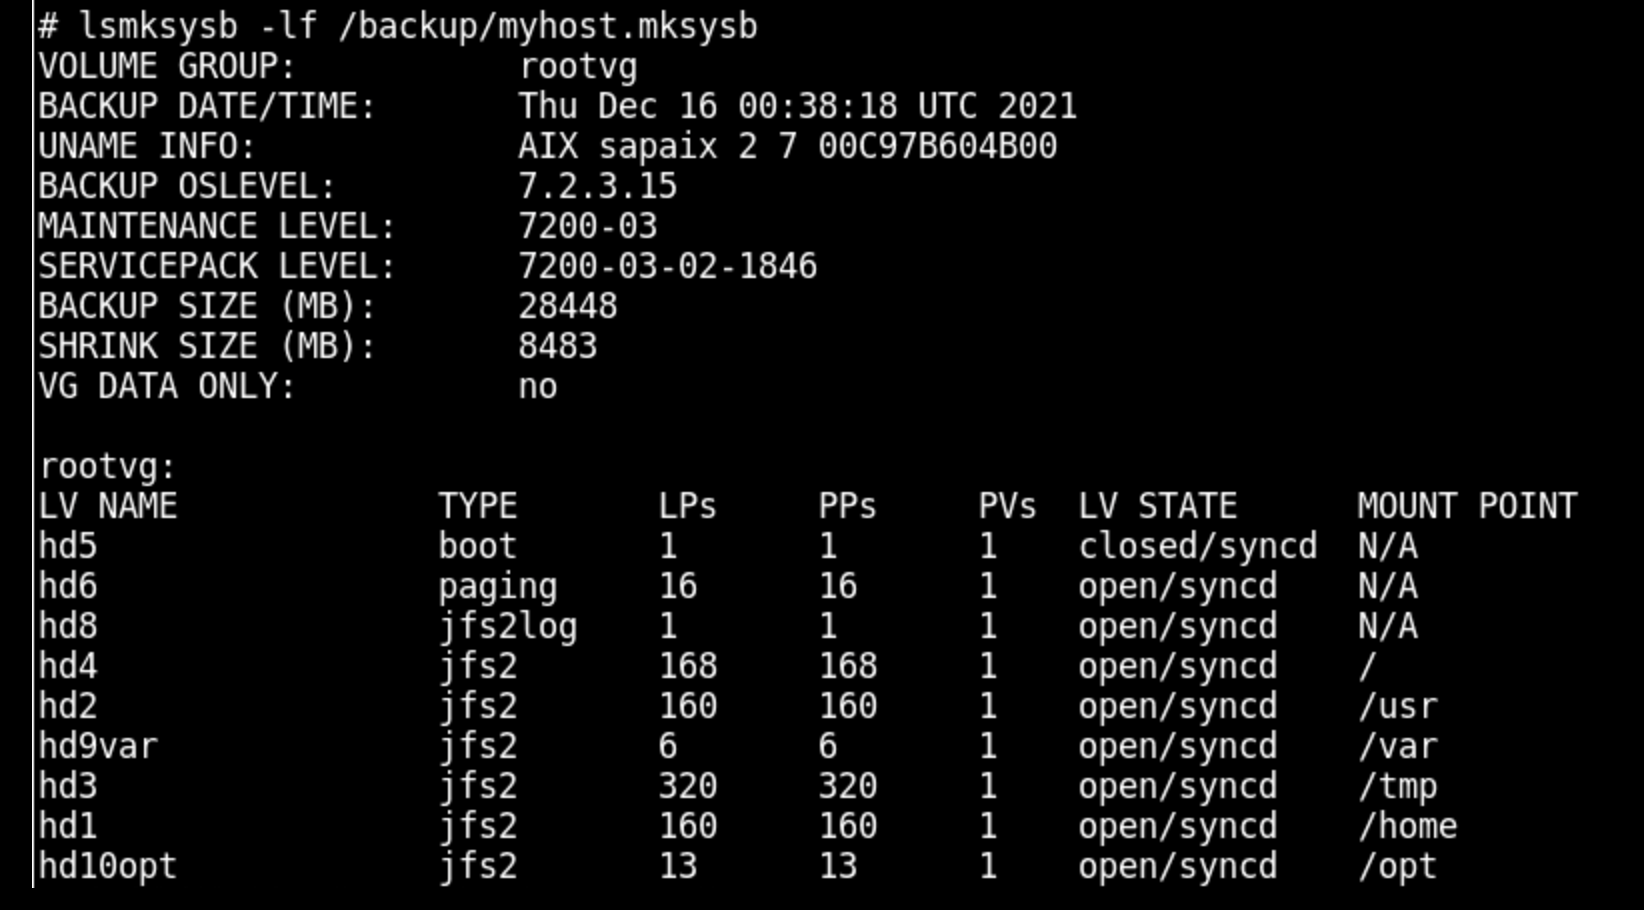 # lsmksysb -lf /backup/myhost.mksysb
VOLUME GROUP:           rootvg
BACKUP DATE/TIME:       Thu Dec 16 00:38:18 UTC 2021
UNAME INFO:             AIX sapaix 2 7 00C97B604B00
BACKUP OSLEVEL:         7.2.3.15
MAINTENANCE LEVEL:      7200-03
SERVICEPACK LEVEL:      7200-03-02-1846
BACKUP SIZE (MB):       28448
SHRINK SIZE (MB):       8483
VG DATA ONLY:           no

rootvg:
LV NAME             TYPE       LPs     PPs     PVs  LV STATE      MOUNT POINT
hd5                 boot       1       1       1    closed/syncd  N/A
hd6                 paging     16      16      1    open/syncd    N/A
hd8                 jfs2log    1       1       1    open/syncd    N/A
hd4                 jfs2       168     168     1    open/syncd    /
hd2                 jfs2       160     160     1    open/syncd    /usr
hd9var              jfs2       6       6       1    open/syncd    /var
hd3                 jfs2       320     320     1    open/syncd    /tmp
hd1                 jfs2       160     160     1    open/syncd    /home
hd10opt             jfs2       13      13      1    open/syncd    /opt